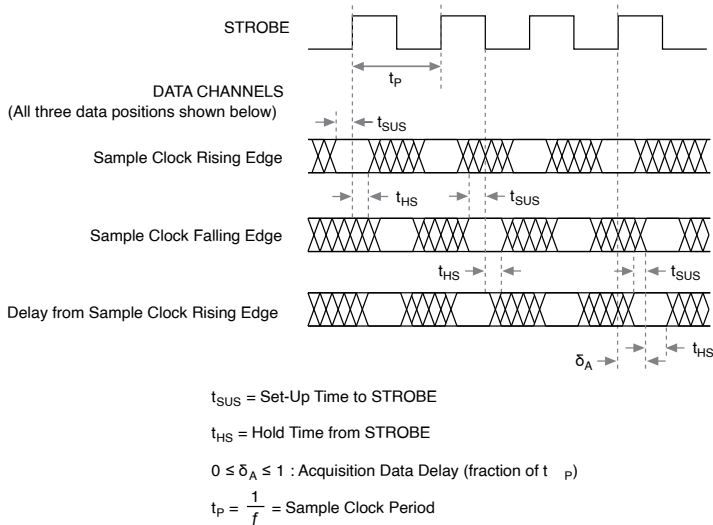 STROBE
tP
DATA CHANNELS
(All three data positions shown below)
tSUS
Sample Clock Rising Edge
tHS
tSUS
Sample Clock Falling Edge
tHS
tSUS
Delay from Sample Clock Rising Edge
tHS
δA
tSUS = Set-Up Time to STROBE
tHS = Hold Time from STROBE
0 ≤ δA ≤ 1 : Acquisition Data Delay (fraction of t P)
tP = 1/f = Sample Clock Period